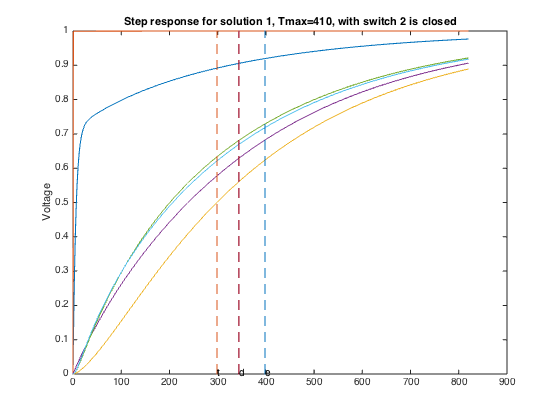 Step response for solution 1, Tmax=410, with switch 2 is closed
1
0.9
0.8
0.7
0.6
0.5
0.4
0.3
0.2
0.1
0
Voltage
t d e
0 100 200 300 400 500 600 700 800 900